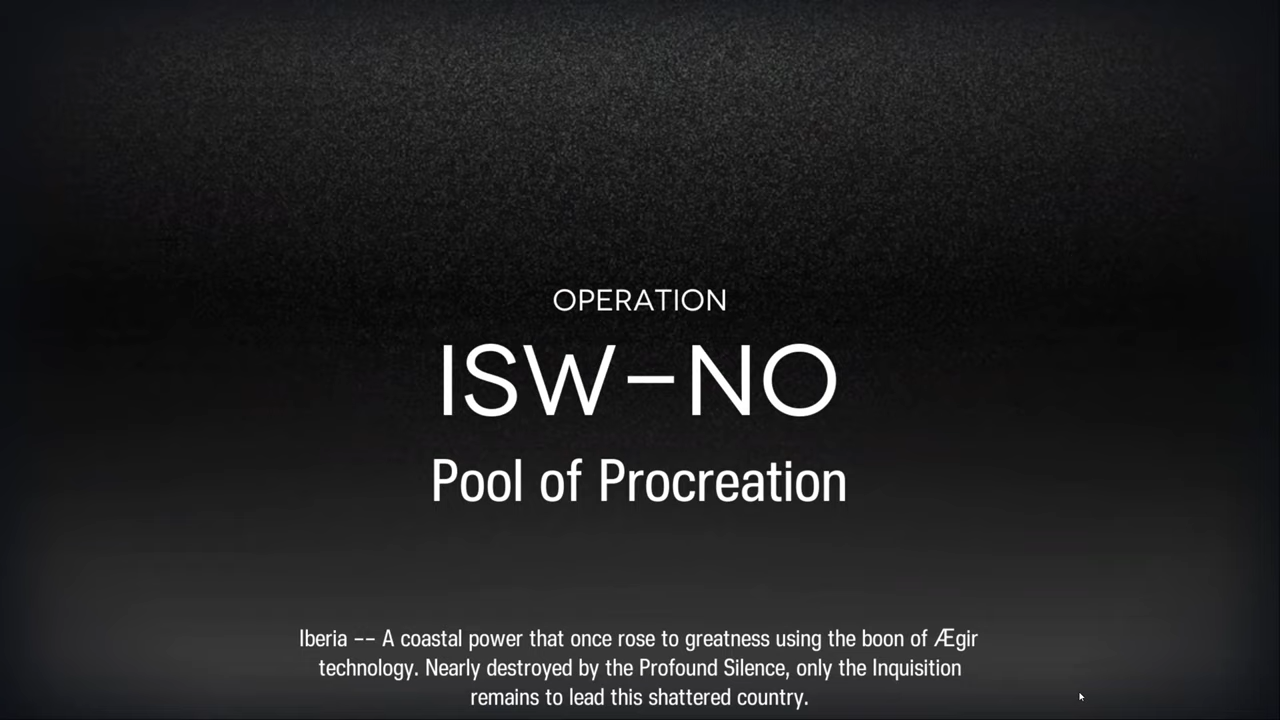 OPERATION
ISW-NO
Pool of Procreation
Iberia -- A coastal power that once rose to greatness using the boon of Ægir
technology. Nearly destroyed by the Profound Silence, only the Inquisition
remains to lead this shattered country.